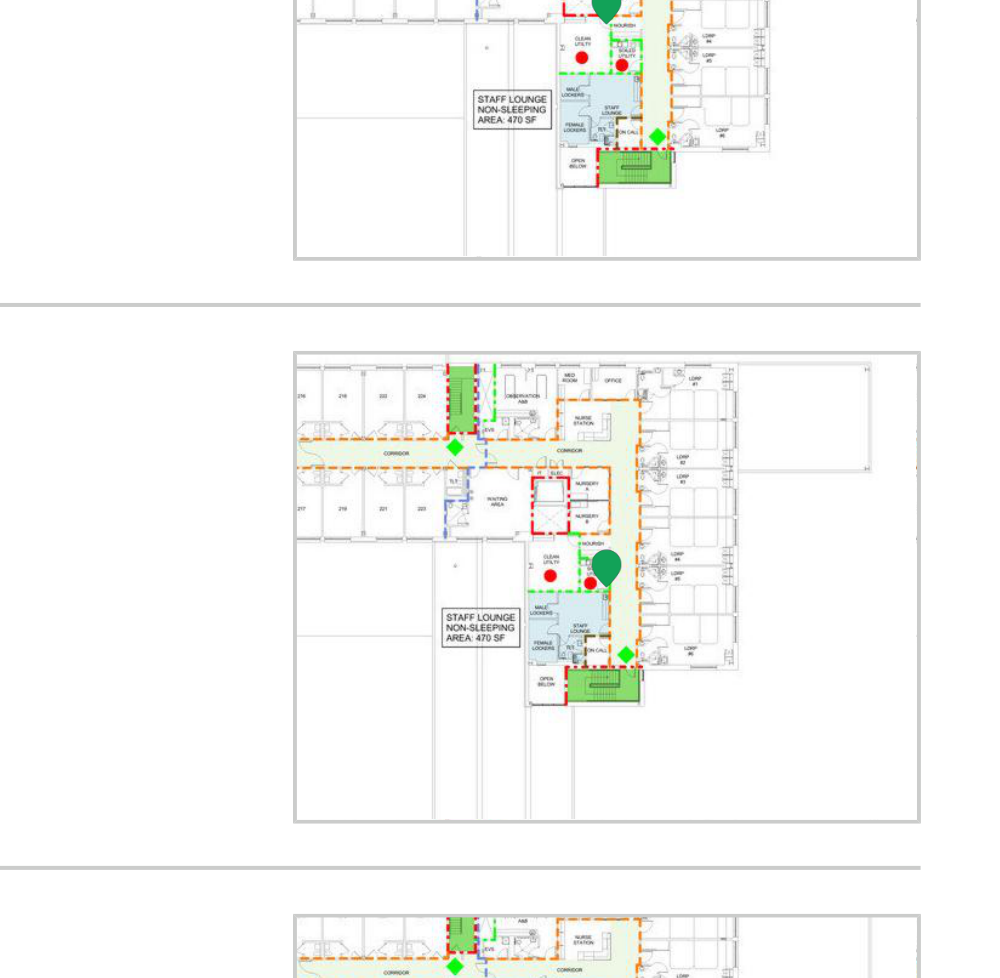 NOURISH
CLEAN
UTILITY
SOILED
UTILITY
LDRP
#4
LDRP
#5
STAFF LOUNGE
NON-SLEEPING
AREA: 470 SF
MALE
LOCKERS
STAFF
LOUNGE
FEMALE
LOCKERS
TLT.
ON CALL
LDRP
#6
OPEN
BELOW
MED
ROOM
OFFICE
LDRP
#1
OBSERVATION
A&B
NURSE
STATION
EVS
CORRIDOR
CORRIDOR
LDRP
#2
IT
ELEC.
LDRP
#3
TLT.
NURSERY
A
WAITING
AREA
217
219
221
223
NURSERY
B
NOURISH
CLEAN
UTILITY
LDRP
#4
LDRP
#5
STAFF LOUNGE
NON-SLEEPING
AREA: 470 SF
MALE
LOCKERS
STAFF
LOUNGE
FEMALE
LOCKERS
TLT.
ON CALL
LDRP
#6
OPEN
BELOW
A&B
NURSE
STATION
EVS
CORRIDOR
CORRIDOR
LDRP